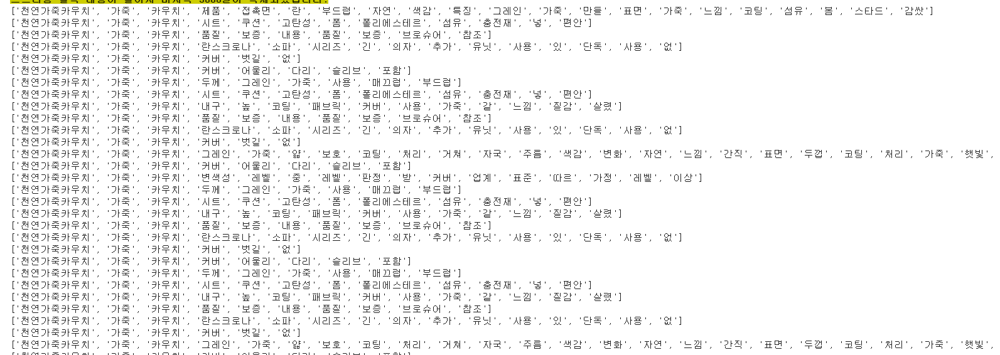 ['천연가죽카우치', '가죽', '카우치', '제품', '접촉면', '란', '부드럽', '자연', '색감', '특징', '그레인', '가죽', '만들', '표면', '가죽', '느낌', '코팅', '섬유', '봄', '스타드', '감쌌']
['천연가죽카우치', '가죽', '카우치', '시트', '쿠션', '고탄성', '폼', '폴리에스테르', '섬유', '충전재', '넣', '편안']
['천연가죽카우치', '가죽', '카우치', '품질', '보증', '내용', '품질', '보증', '브로슈어', '참조']
['천연가죽카우치', '가죽', '카우치', '란스크로나', '소파', '시리즈', '긴', '의자', '추가', '유닛', '사용', '있', '단독', '사용', '없']
['천연가죽카우치', '가죽', '카우치', '커버', '벗길', '없']
['천연가죽카우치', '가죽', '카우치', '커버', '어울리', '다리', '슬리브', '포함']
['천연가죽카우치', '가죽', '카우치', '두께', '그레인', '가죽', '사용', '매끄럽', '부드럽']
['천연가죽카우치', '가죽', '카우치', '시트', '쿠션', '고탄성', '폼', '폴리에스테르', '섬유', '충전재', '넣', '편안']
['천연가죽카우치', '가죽', '카우치', '내구', '높', '코팅', '패브릭', '커버', '사용', '가죽', '같', '느낌', '질감', '살렸']
['천연가죽카우치', '가죽', '카우치', '품질', '보증', '내용', '품질', '보증', '브로슈어', '참조']
['천연가죽카우치', '가죽', '카우치', '란스크로나', '소파', '시리즈', '긴', '의자', '추가', '유닛', '사용', '있', '단독', '사용', '없']
['천연가죽카우치', '가죽', '카우치', '커버', '벗길', '없']
['천연가죽카우치', '가죽', '카우치', '그레인', '가죽', '얇', '보호', '코팅', '처리', '거쳐', '자국', '주름', '색감', '변화', '자연', '느낌', '간직', '표면', '두껍', '코팅', '처리', '가죽', '햇빛',
['천연가죽카우치', '가죽', '카우치', '커버', '어울리', '다리', '슬리브', '포함']
['천연가죽카우치', '가죽', '카우치', '변색성', '레벨', '중', '레벨', '판정', '받', '커버', '업계', '표준', '따르', '가정', '레벨', '이상']
['천연가죽카우치', '가죽', '카우치', '두께', '그레인', '가죽', '사용', '매끄럽', '부드럽']
['천연가죽카우치', '가죽', '카우치', '시트', '쿠션', '고탄성', '폼', '폴리에스테르', '섬유', '충전재', '넣', '편안']
['천연가죽카우치', '가죽', '카우치', '내구', '높', '코팅', '패브릭', '커버', '사용', '가죽', '같', '느낌', '질감', '살렸']
['천연가죽카우치', '가죽', '카우치', '품질', '보증', '내용', '품질', '보증', '브로슈어', '참조']
['천연가죽카우치', '가죽', '카우치', '란스크로나', '소파', '시리즈', '긴', '의자', '추가', '유닛', '사용', '있', '단독', '사용', '없']
['천연가죽카우치', '가죽', '카우치', '커버', '벗길', '없']
['천연가죽카우치', '가죽', '카우치', '커버', '어울리', '다리', '슬리브', '포함']
['천연가죽카우치', '가죽', '카우치', '두께', '그레인', '가죽', '사용', '매끄럽', '부드럽']
['천연가죽카우치', '가죽', '카우치', '시트', '쿠션', '고탄성', '폼', '폴리에스테르', '섬유', '충전재', '넣', '편안']
['천연가죽카우치', '가죽', '카우치', '내구', '높', '코팅', '패브릭', '커버', '사용', '가죽', '같', '느낌', '질감', '살렸']
['천연가죽카우치', '가죽', '카우치', '품질', '보증', '내용', '품질', '보증', '브로슈어', '참조']
['천연가죽카우치', '가죽', '카우치', '란스크로나', '소파', '시리즈', '긴', '의자', '추가', '유닛', '사용', '있', '단독', '사용', '없']
['천연가죽카우치', '가죽', '카우치', '커버', '벗길', '없']
['천연가죽카우치', '가죽', '카우치', '그레인', '가죽', '얇', '보호', '코팅', '처리', '거쳐', '자국', '주름', '색감', '변화', '자연', '느낌', '간직', '표면', '두껍', '코팅', '처리', '가죽', '햇빛',